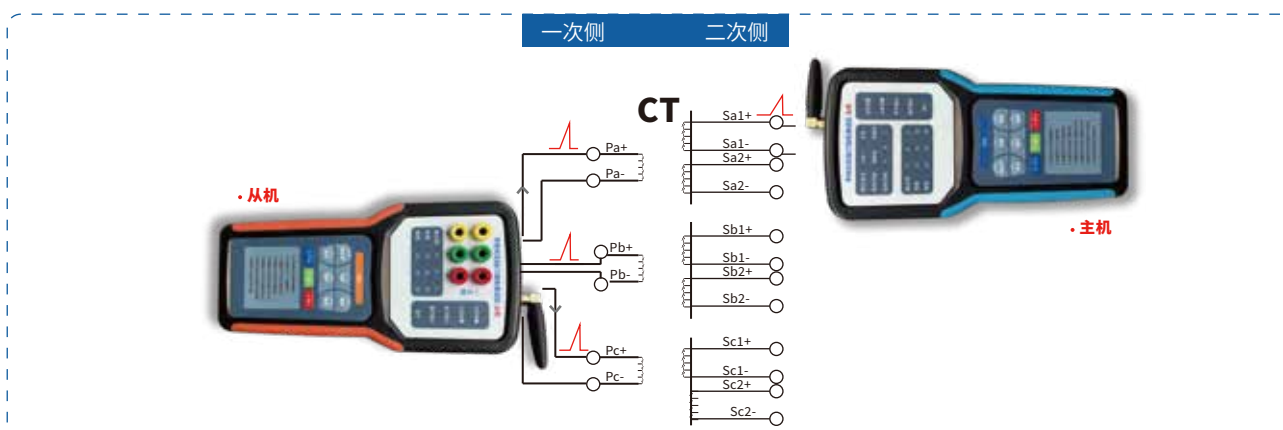 一次侧 二次侧
CT
Sa1+
Pa+
Sa1-
Sa2+
Pa-
Sa2-
·从机
·主机
Sb1+
Pb+
Sb1-
Sb2+
Pb-
Sb2-
Sc1+
Pc+
Sc1-
Pc-
Sc2+
Sc2-